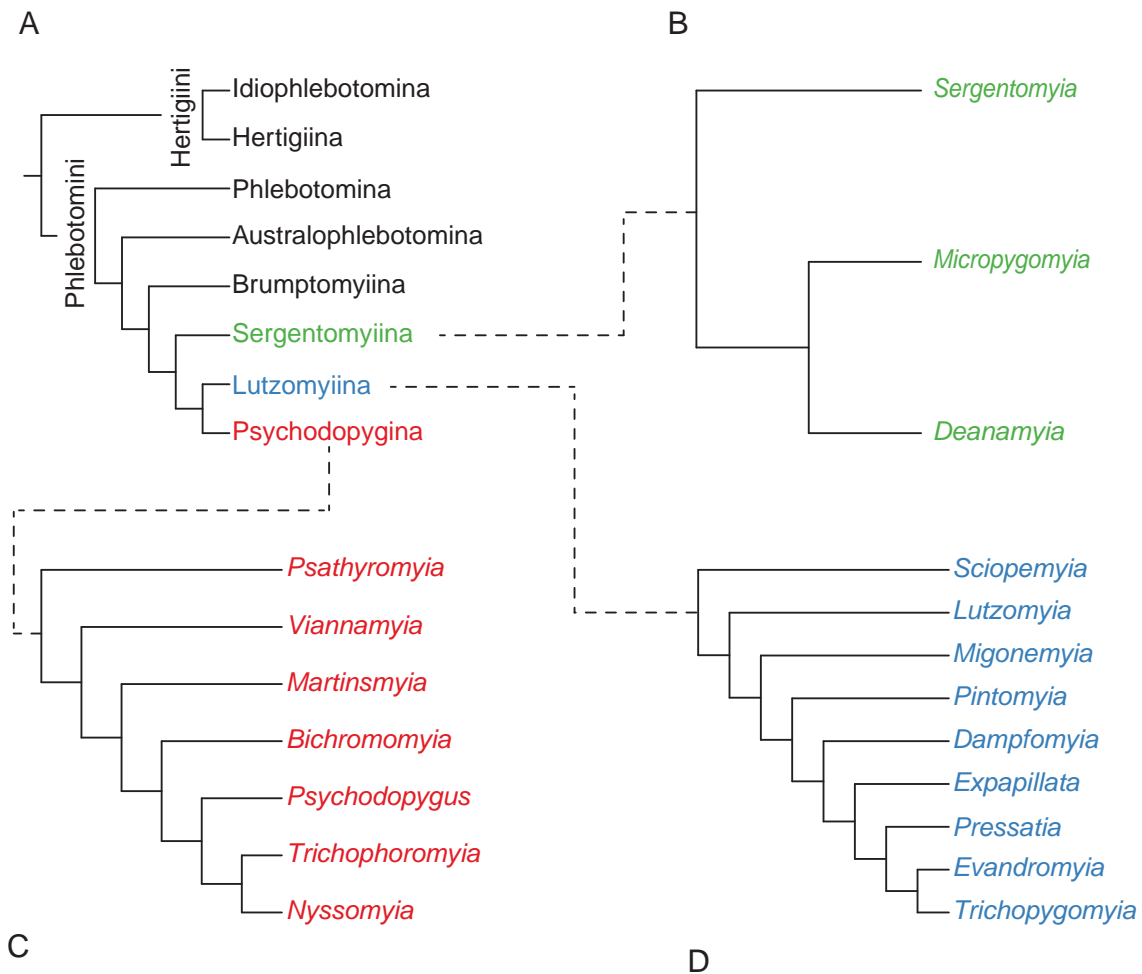 A
Hertigiini
Idiophlebotomina
Hertigiina
Phlebotomini
Phlebotomina
Australophlebotomina
Brumptomyiina
Sergentomyiina
Lutzomyiina
Psychodopygina
B
Sergentomyia
Micropygomyia
Deanamyia
Psathyromyia
Viannamyia
Martinsmyia
Bichromomyia
Psychodopygus
Trichophoromyia
Nyssomyia
C
Sciopemyia
Lutzomyia
Migonemyia
Pintomyia
Dampfomyia
Expapillata
Pressatia
Evandromyia
Trichopygomyia
D